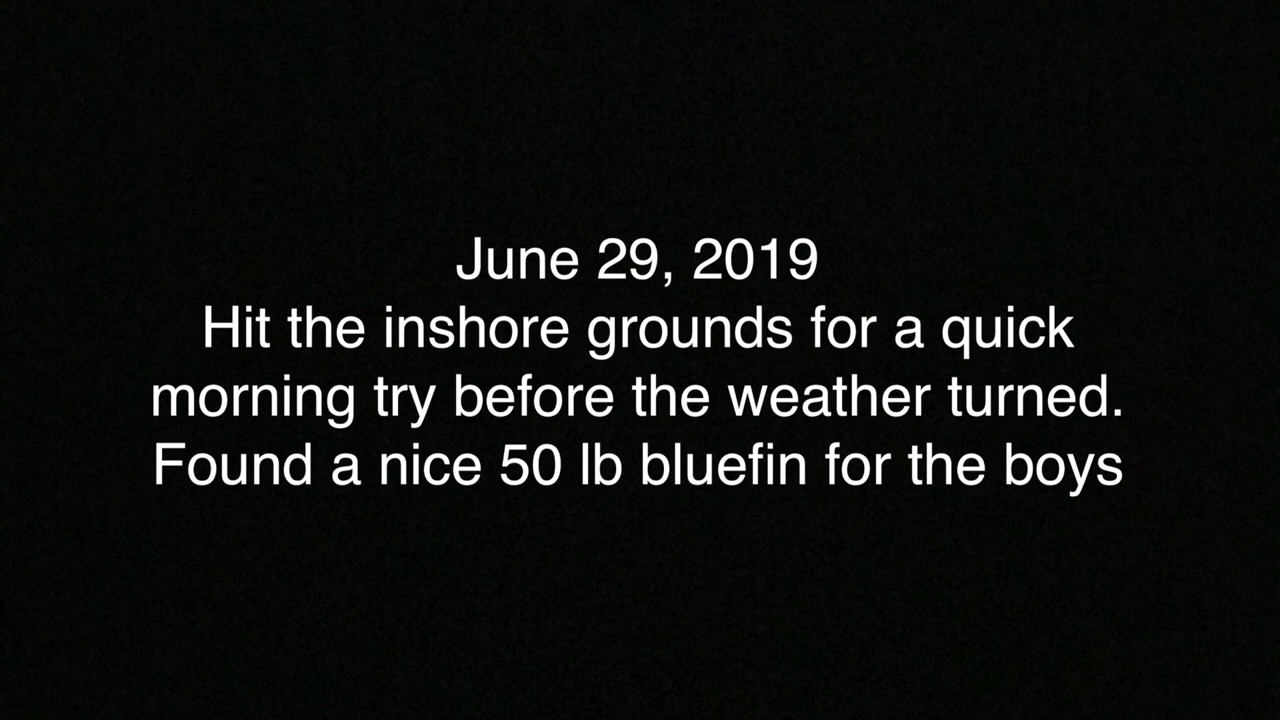 June 29, 2019
Hit the inshore grounds for a quick
morning try before the weather turned.
Found a nice 50 lb bluefin for the boys